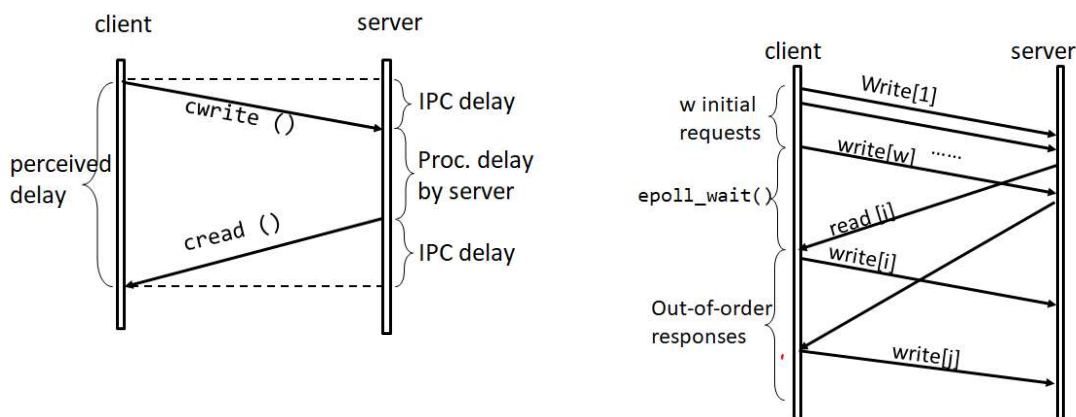 client
server
cwrite ()
IPC delay
perceived
delay
Proc. delay
by server
cread ()
IPC delay
client
server
Write[1]
w initial
requests
write[w]
......
epoll_wait()
read [i]
write[i]
Out-of-order
responses
write[j]